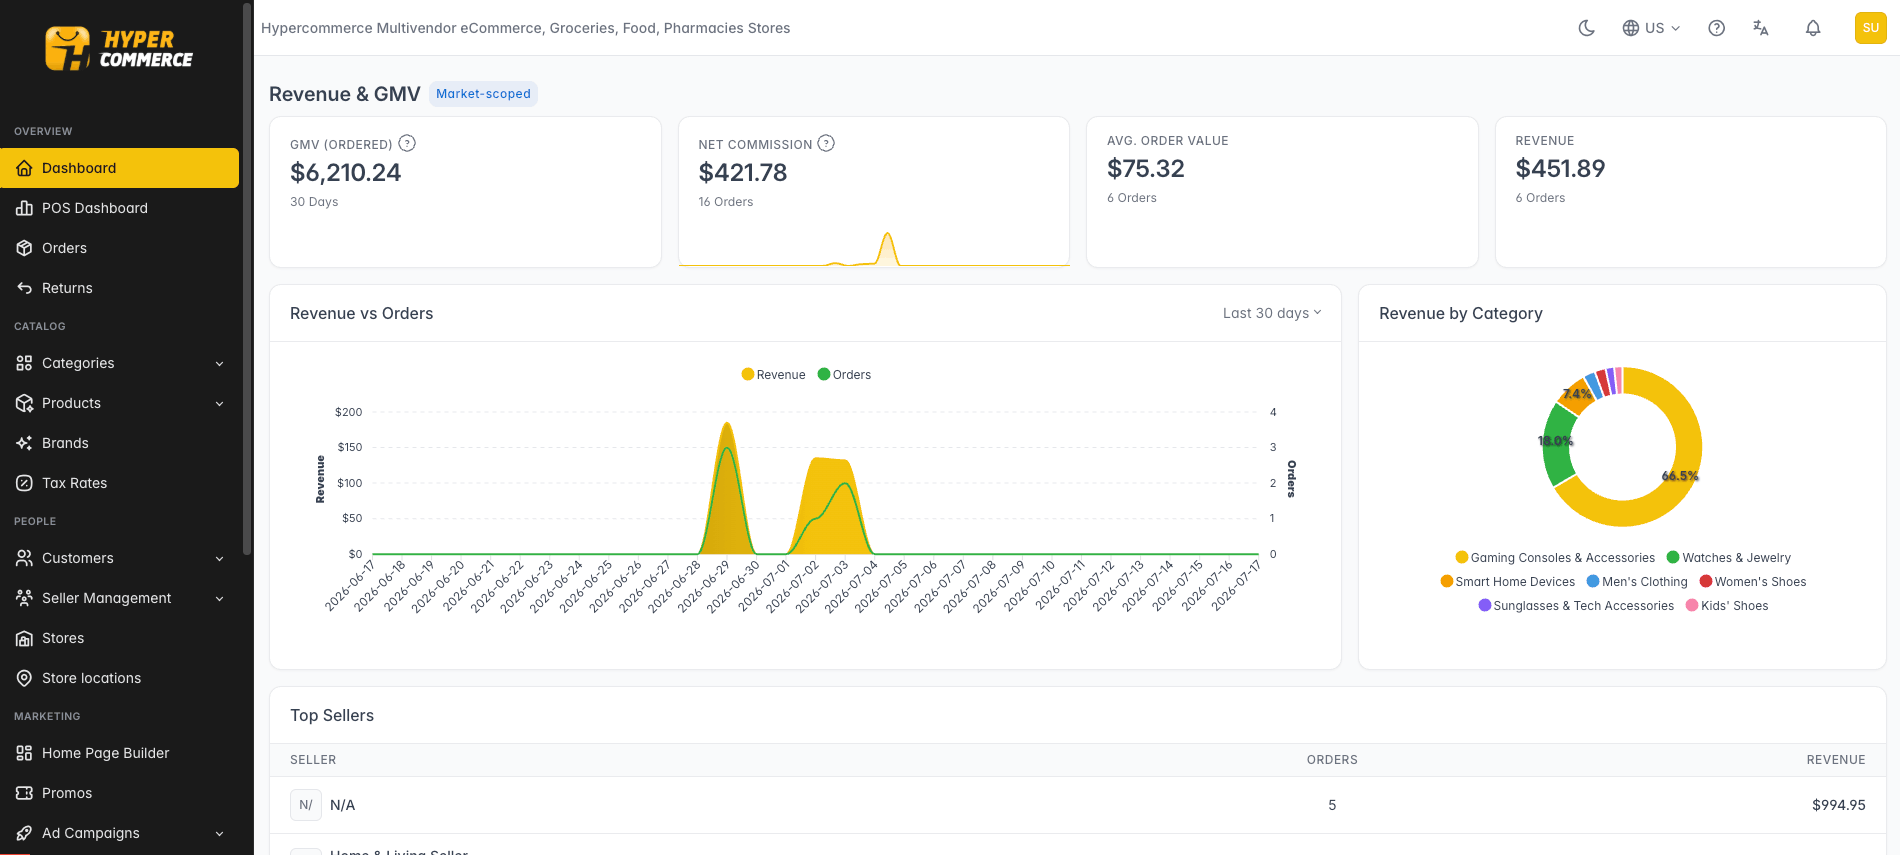 HYPER
COMMERCE
Hypercommerce Multivendor eCommerce, Groceries, Food, Pharmacies Stores
US
SU
OVERVIEW
Dashboard
POS Dashboard
Orders
Returns
CATALOG
Categories
Products
Brands
Tax Rates
PEOPLE
Customers
Seller Management
Stores
Store locations
MARKETING
Home Page Builder
Promos
Ad Campaigns
Revenue & GMV
Market-scoped
GMV (ORDERED) ?
$6,210.24
30 Days
NET COMMISSION ?
$421.78
16 Orders
AVG. ORDER VALUE
$75.32
6 Orders
REVENUE
$451.89
6 Orders
Revenue vs Orders
Last 30 days
Revenue Orders
$200
$150
$100
$50
$0
Revenue
4
3
2
1
0
Orders
2026-06-17
2026-06-18
2026-06-19
2026-06-20
2026-06-21
2026-06-22
2026-06-23
2026-06-24
2026-06-25
2026-06-26
2026-06-27
2026-06-28
2026-06-29
2026-06-30
2026-07-01
2026-07-02
2026-07-03
2026-07-04
2026-07-05
2026-07-06
2026-07-07
2026-07-08
2026-07-09
2026-07-10
2026-07-11
2026-07-12
2026-07-13
2026-07-14
2026-07-15
2026-07-16
2026-07-17
Revenue by Category
7.4%
18.0%
66.5%
Gaming Consoles & Accessories Watches & Jewelry
Smart Home Devices Men's Clothing Women's Shoes
Sunglasses & Tech Accessories Kids' Shoes
Top Sellers
SELLER ORDERS REVENUE
N/ N/A 5 $994.95
Home & Living Seller